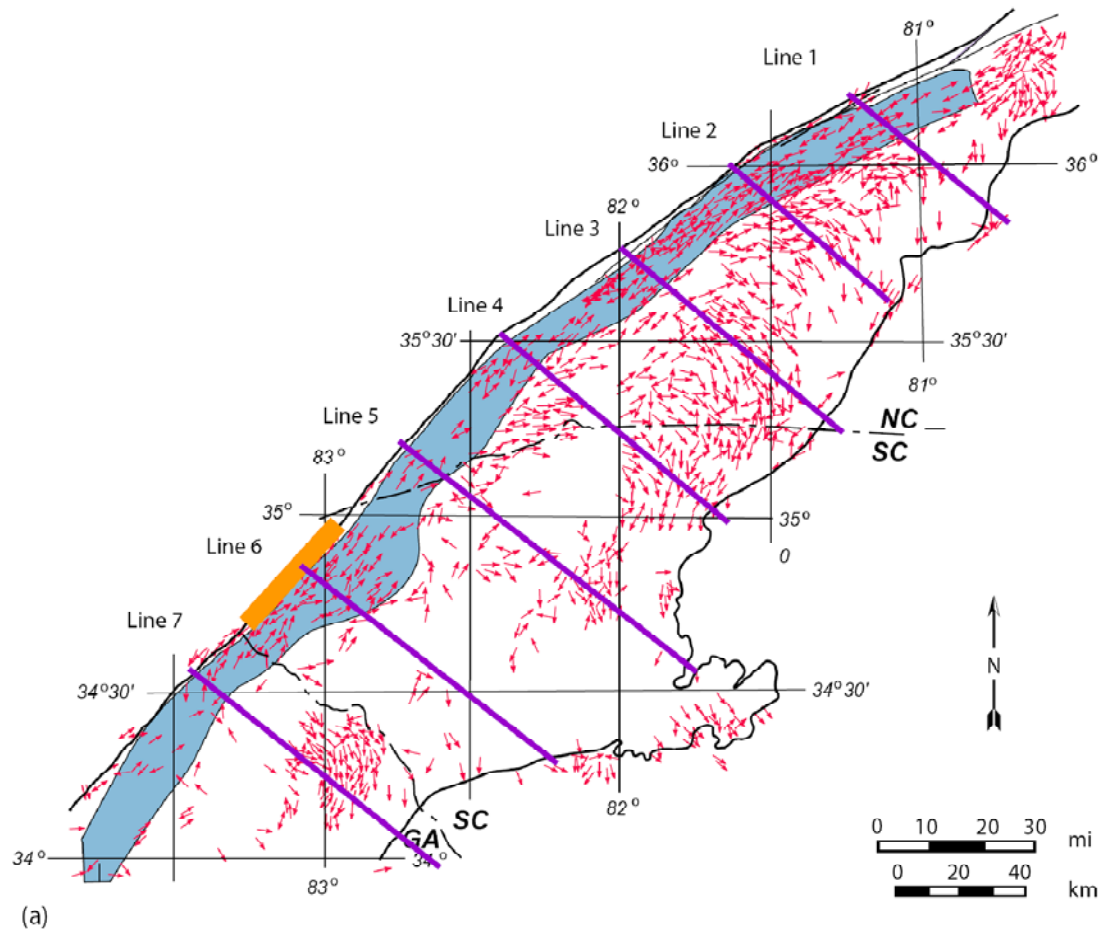 81°
Line 1
Line 2
36°
36°
82°
Line 3
Line 4
35°30'
35°30'
81°
Line 5
NC
SC
83°
35°
35°
Line 6
0
Line 7
N
34°30'
34°30'
82°
SC
GA
34°
34°
83°
0 10 20 30 mi
0 20 40 km
(a)